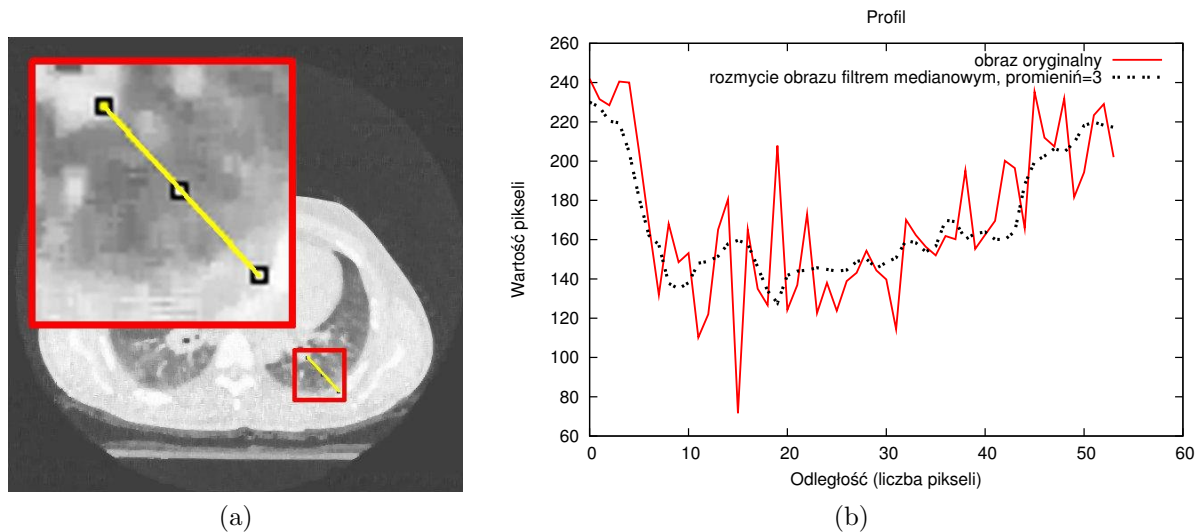 Profil
260
240
220
200
180
160
140
120
100
80
60
0 10 20 30 40 50 60
Wartość pikseli
Odległość (liczba pikseli)
obraz oryginalny
rozmycie obrazu filtrem medianowym, promieniń=3
(a) (b)